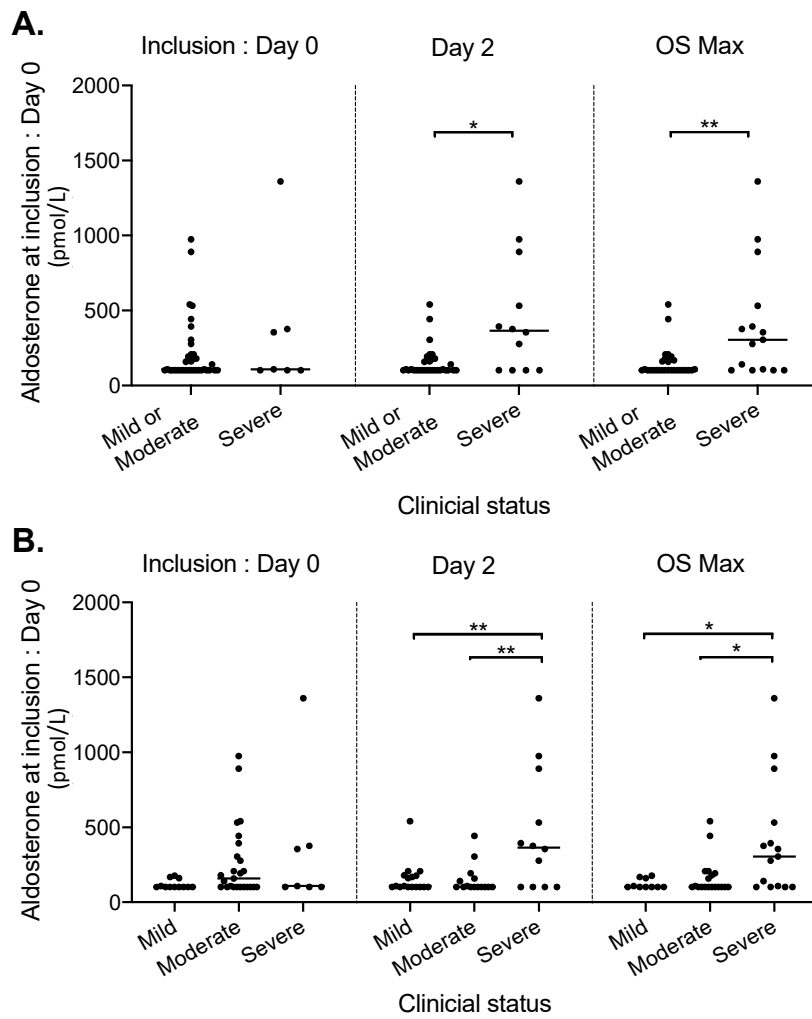 A.
Inclusion : Day 0
Day 2
OS Max
Aldosterone at inclusion : Day 0
(pmol/L)
2000
1500
1000
500
0
*
**
Mild or
Moderate
Severe
Mild or
Moderate
Severe
Mild or
Moderate
Severe
Clinicial status
B.
Inclusion : Day 0
Day 2
OS Max
Aldosterone at inclusion : Day 0
(pmol/L)
2000
1500
1000
500
0
**
**
*
*
Mild
Moderate
Severe
Mild
Moderate
Severe
Mild
Moderate
Severe
Clinicial status